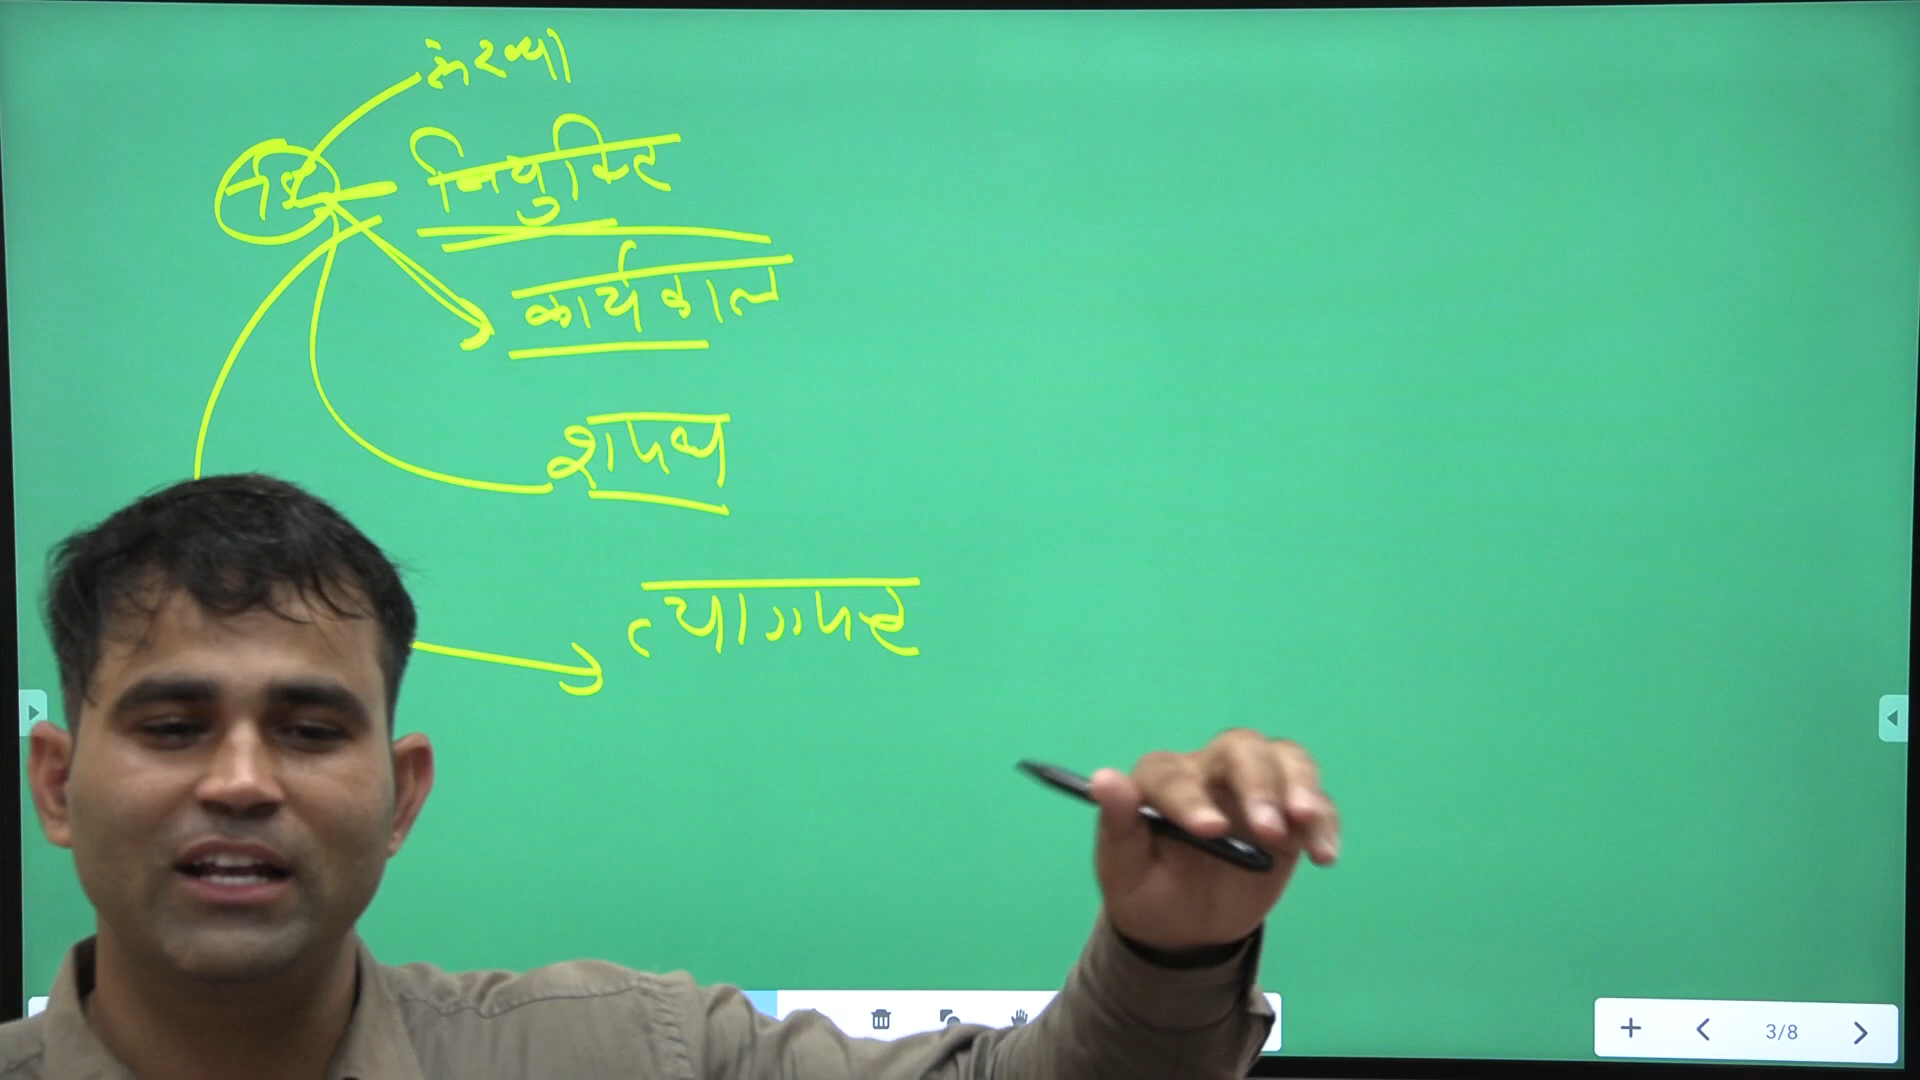 संख्या
नियुक्ति
कार्यकाल
शपथ
त्यागपत्र
3/8